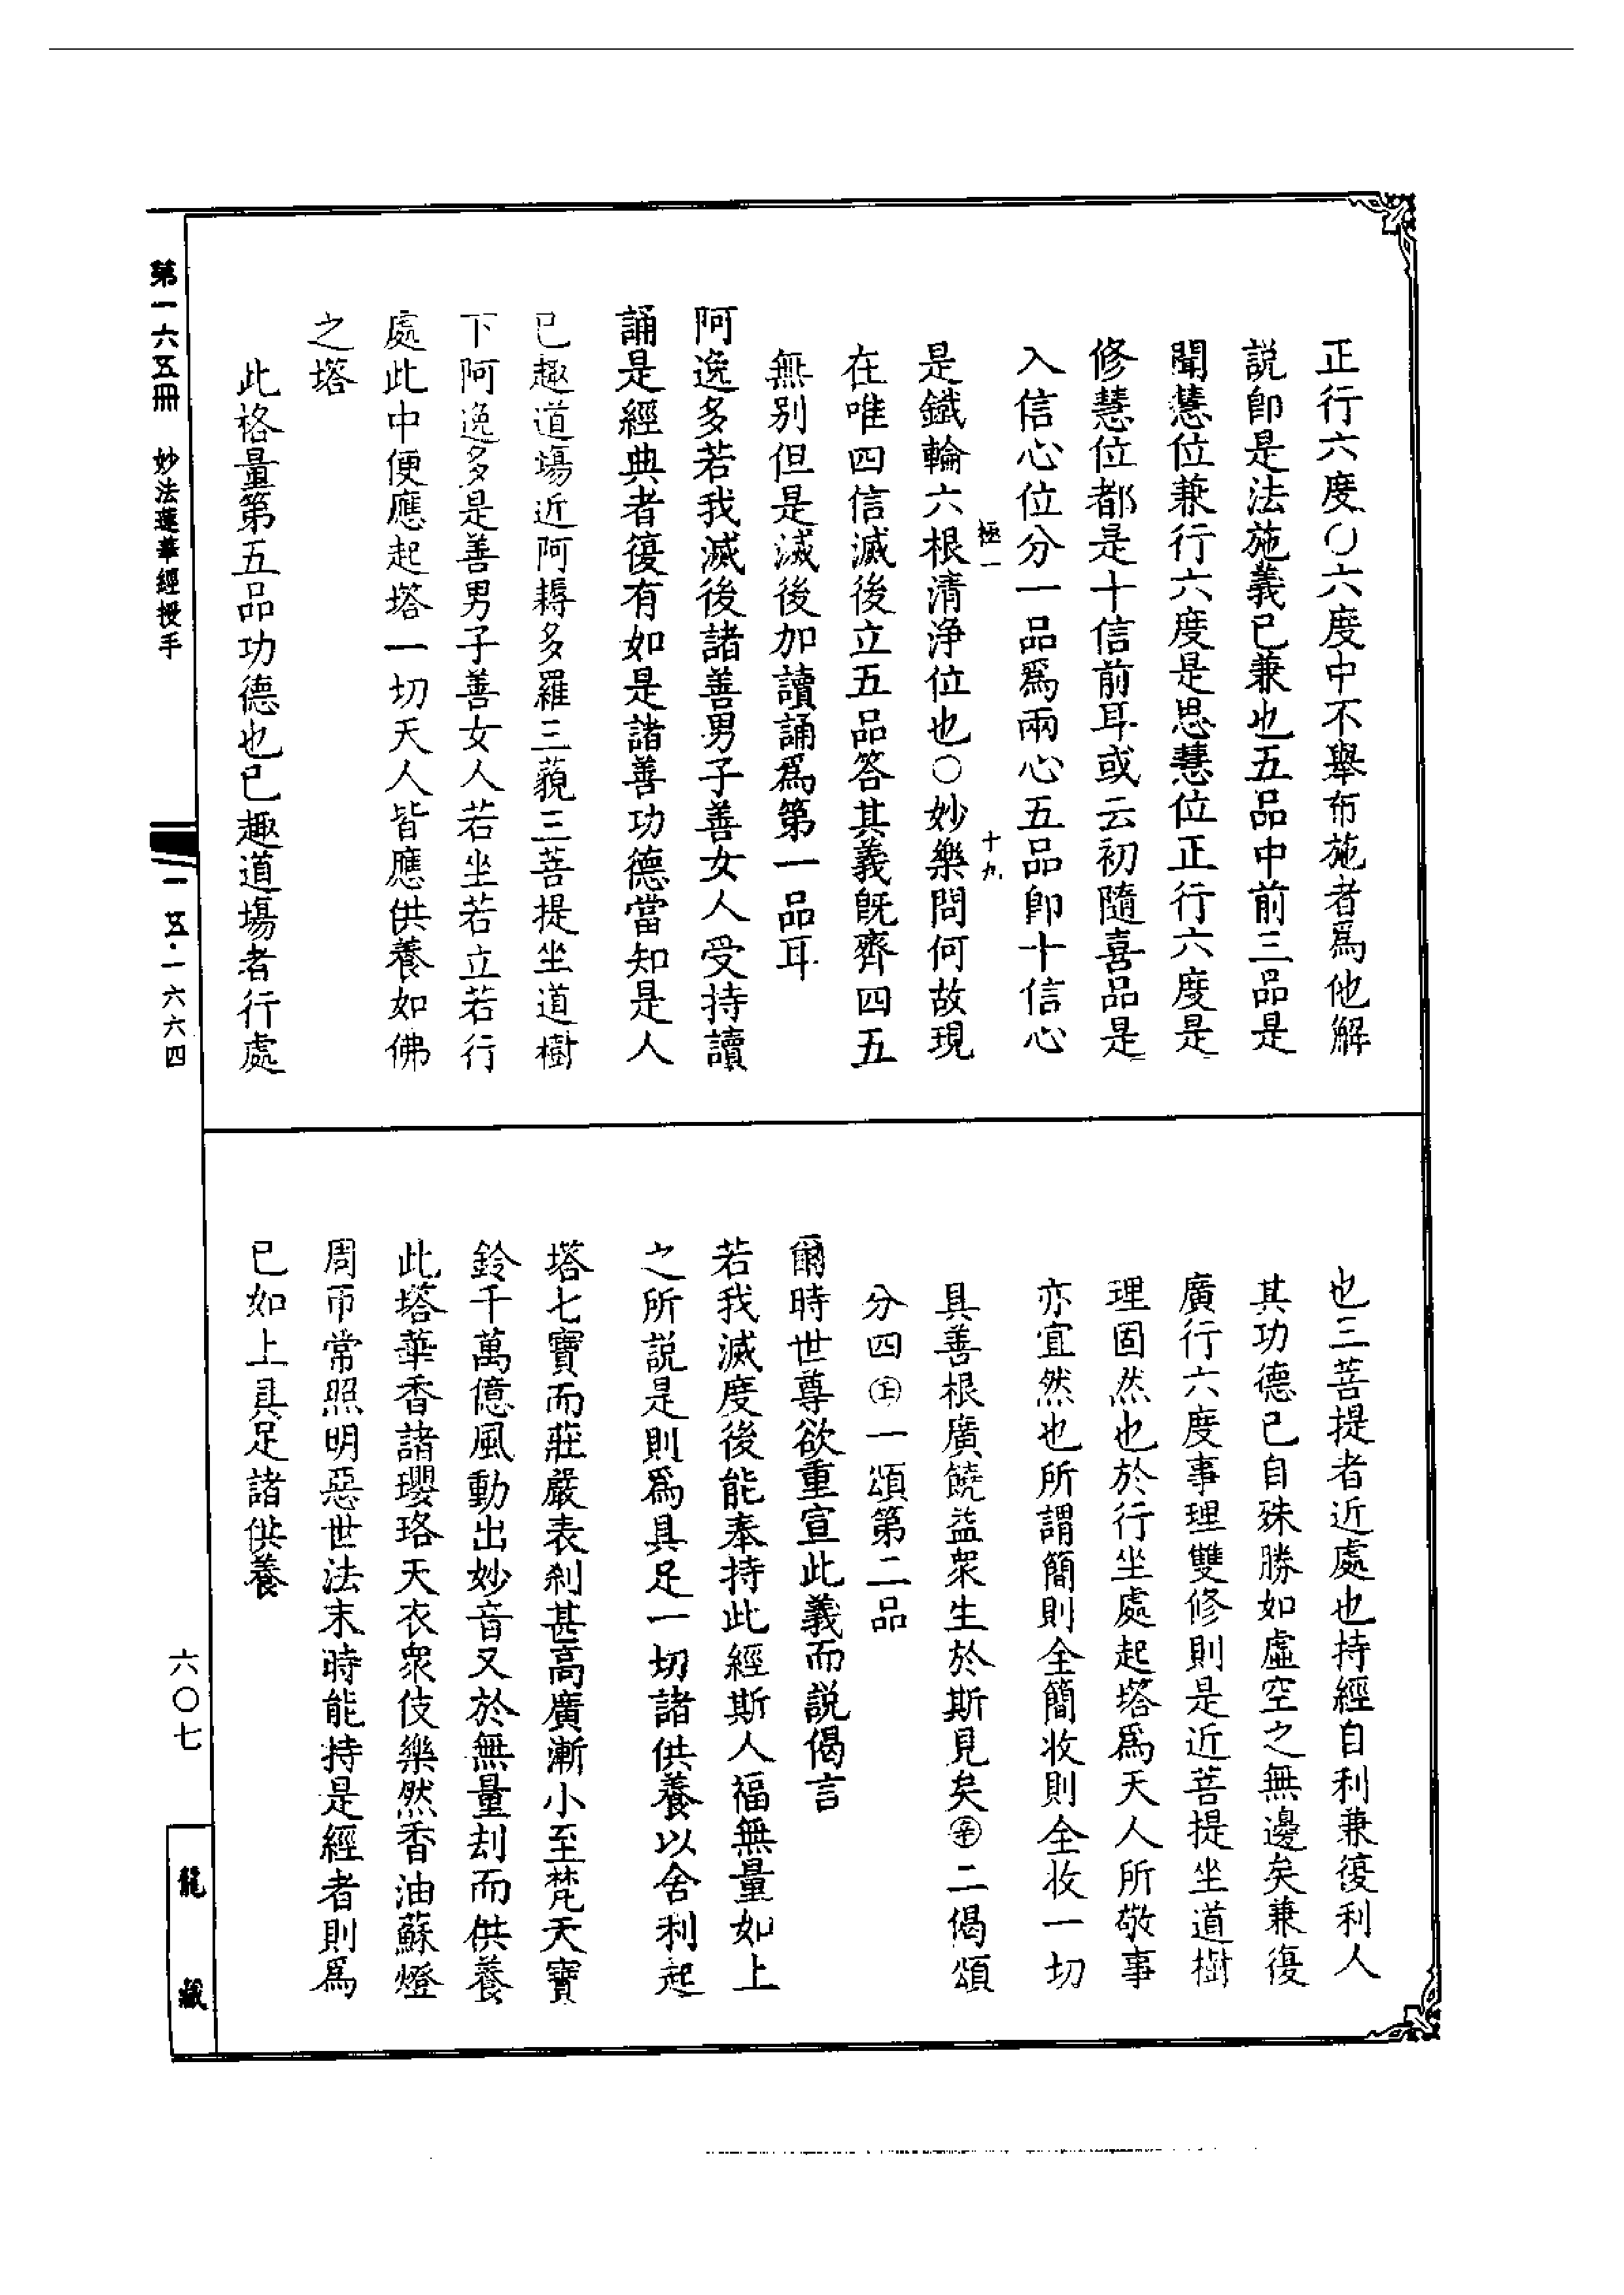 正行六度○六度中不舉布施者爲他解
説卽是法施義已兼也五品中前三品是
聞慧位兼行六度是思慧位正行六度是
修慧位都是十信前耳或云初隨喜品是
入信心位分一品爲兩心五品卽十信心
極一
十九
是鐵輪六根清淨位也○妙樂問何故現
在唯四信滅後立五品答其義旣齊四五
無別但是滅後加讀誦爲第一品耳
阿逸多若我滅後諸善男子善女人受持讀
誦是經典者復有如是諸善功德當知是人
已趣道場近阿耨多羅三藐三菩提坐道樹
下阿逸多是善男子善女人若坐若立若行
處此中便應起塔一切天人皆應供養如佛
之塔
此格量第五品功德也已趣道場者行處
也三菩提者近處也持經自利兼復利人
其功德已自殊勝如虛空之無邊矣兼復
廣行六度事理雙修則是近菩提坐道樹
理固然也於行坐處起塔爲天人所敬事
亦宜然也所謂簡則全簡收則全收一切
具善根廣饒益衆生於斯見矣㊛二偈頌
分四㊣一頌第二品
爾時世尊欲重宣此義而説偈言
若我滅度後能奉持此經斯人福無量如上
之所説是則爲具足一切諸供養以舍利起
塔七寶而莊嚴表刹甚高廣漸小至梵天寶
鈴千萬億風動出妙音又於無量刦而供養
此塔華香諸瓔珞天衣衆伎樂然香油蘇燈
周帀常照明惡世法末時能持是經者則爲
已如上具足諸供養
第一六五冊　妙法蓮華經授手
一五·一六六四
六〇七
龍藏